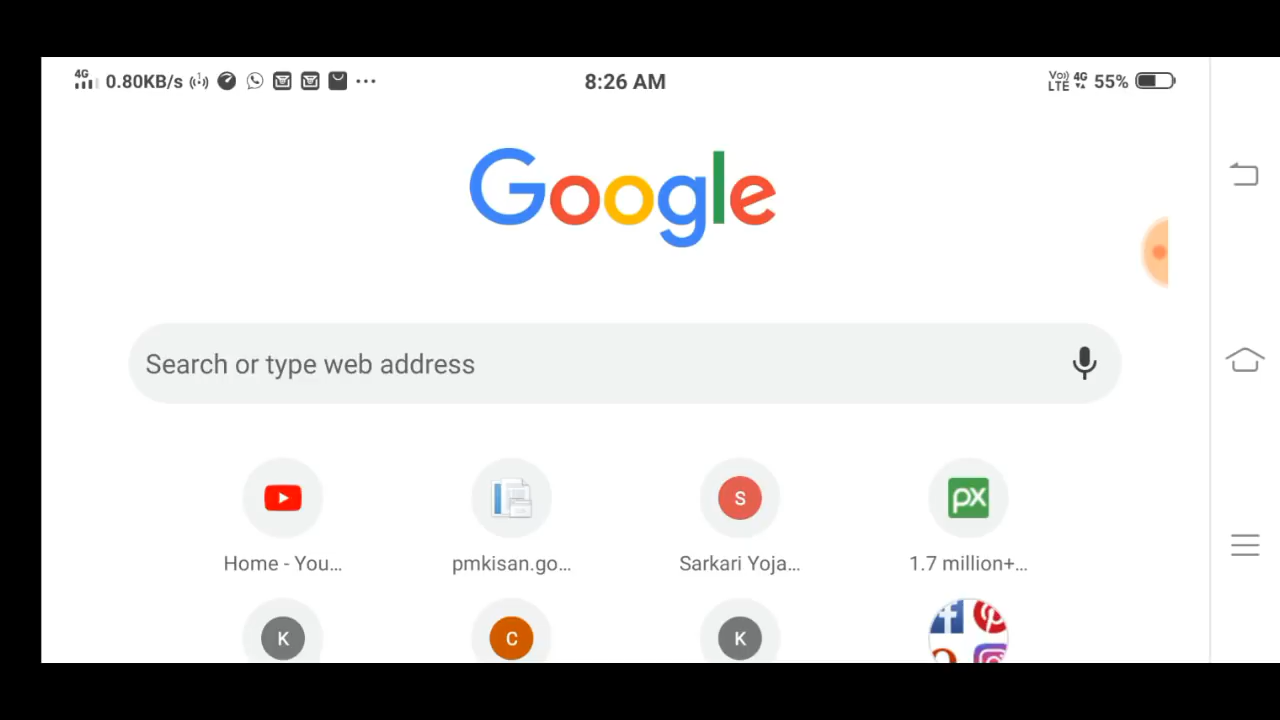 4G 0.80KB/s ... 8:26 AM Vo) LTE 4G 55%
Google
Search or type web address
S px
Home - You... pmkisan.go... Sarkari Yoja... 1.7 million+...
K C K